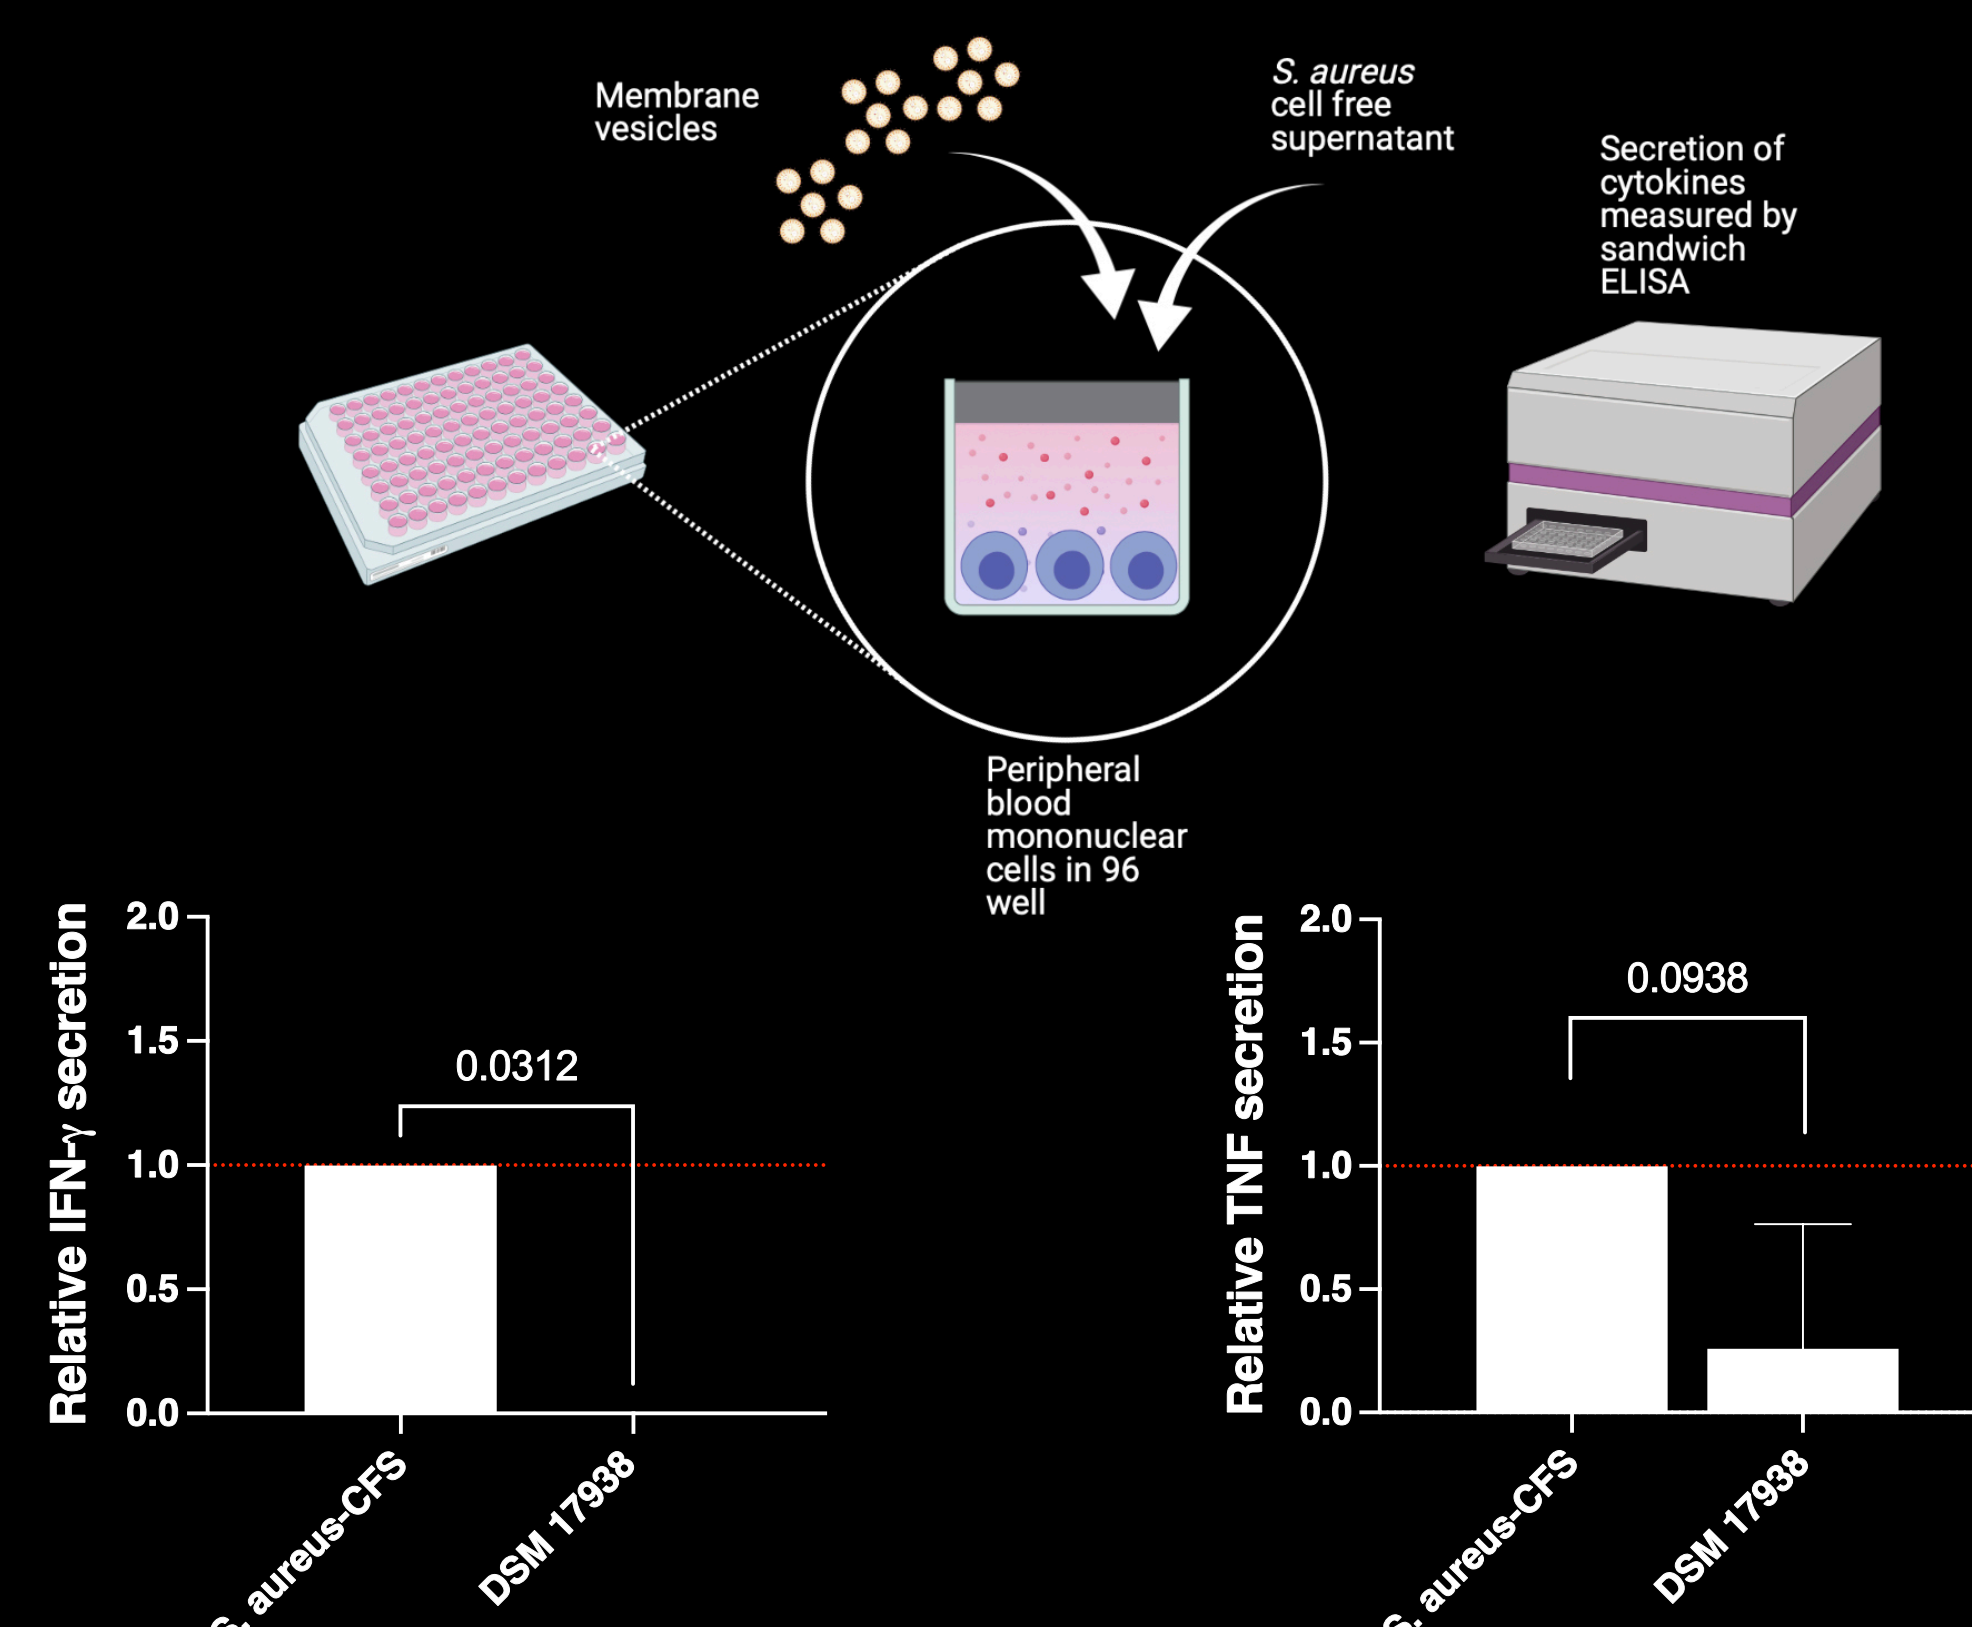 Membrane
vesicles
S. aureus
cell free
supernatant
Secretion of
cytokines
measured by
sandwich
ELISA
Peripheral
blood
mononuclear
cells in 96
well
Relative IFN-γ secretion
2.0
1.5
1.0
0.5
0.0
0.0312
S. aureus-CFS
DSM 17938
Relative TNF secretion
2.0
1.5
1.0
0.5
0.0
0.0938
S. aureus-CFS
DSM 17938